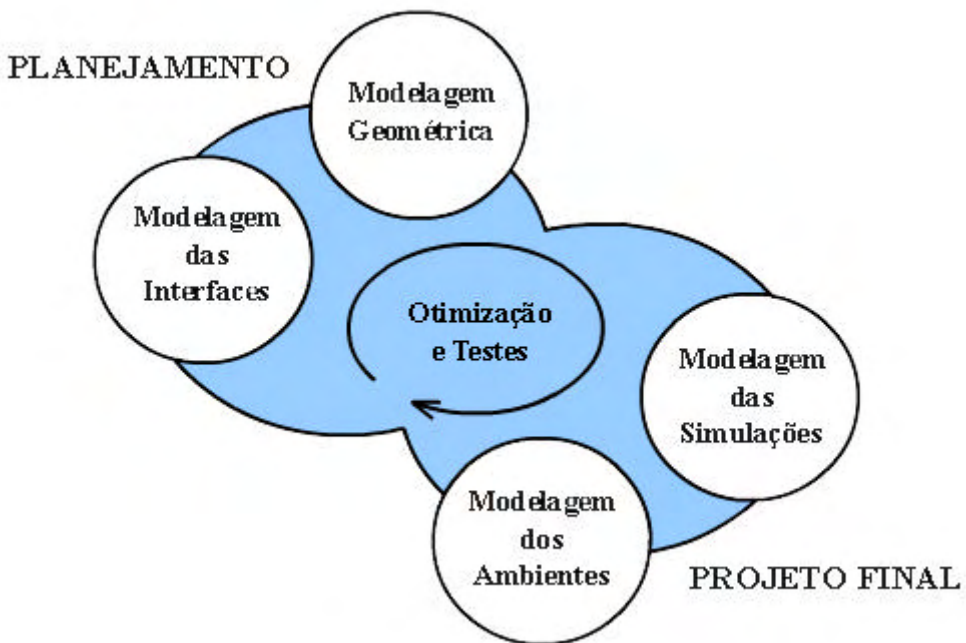 PLANEJAMENTO
Modelagem
Geométrica
Modelagem
das
Interfaces
Otimização
e Testes
Modelagem
das
Simulações
Modelagem
dos
Ambientes
PROJETO FINAL